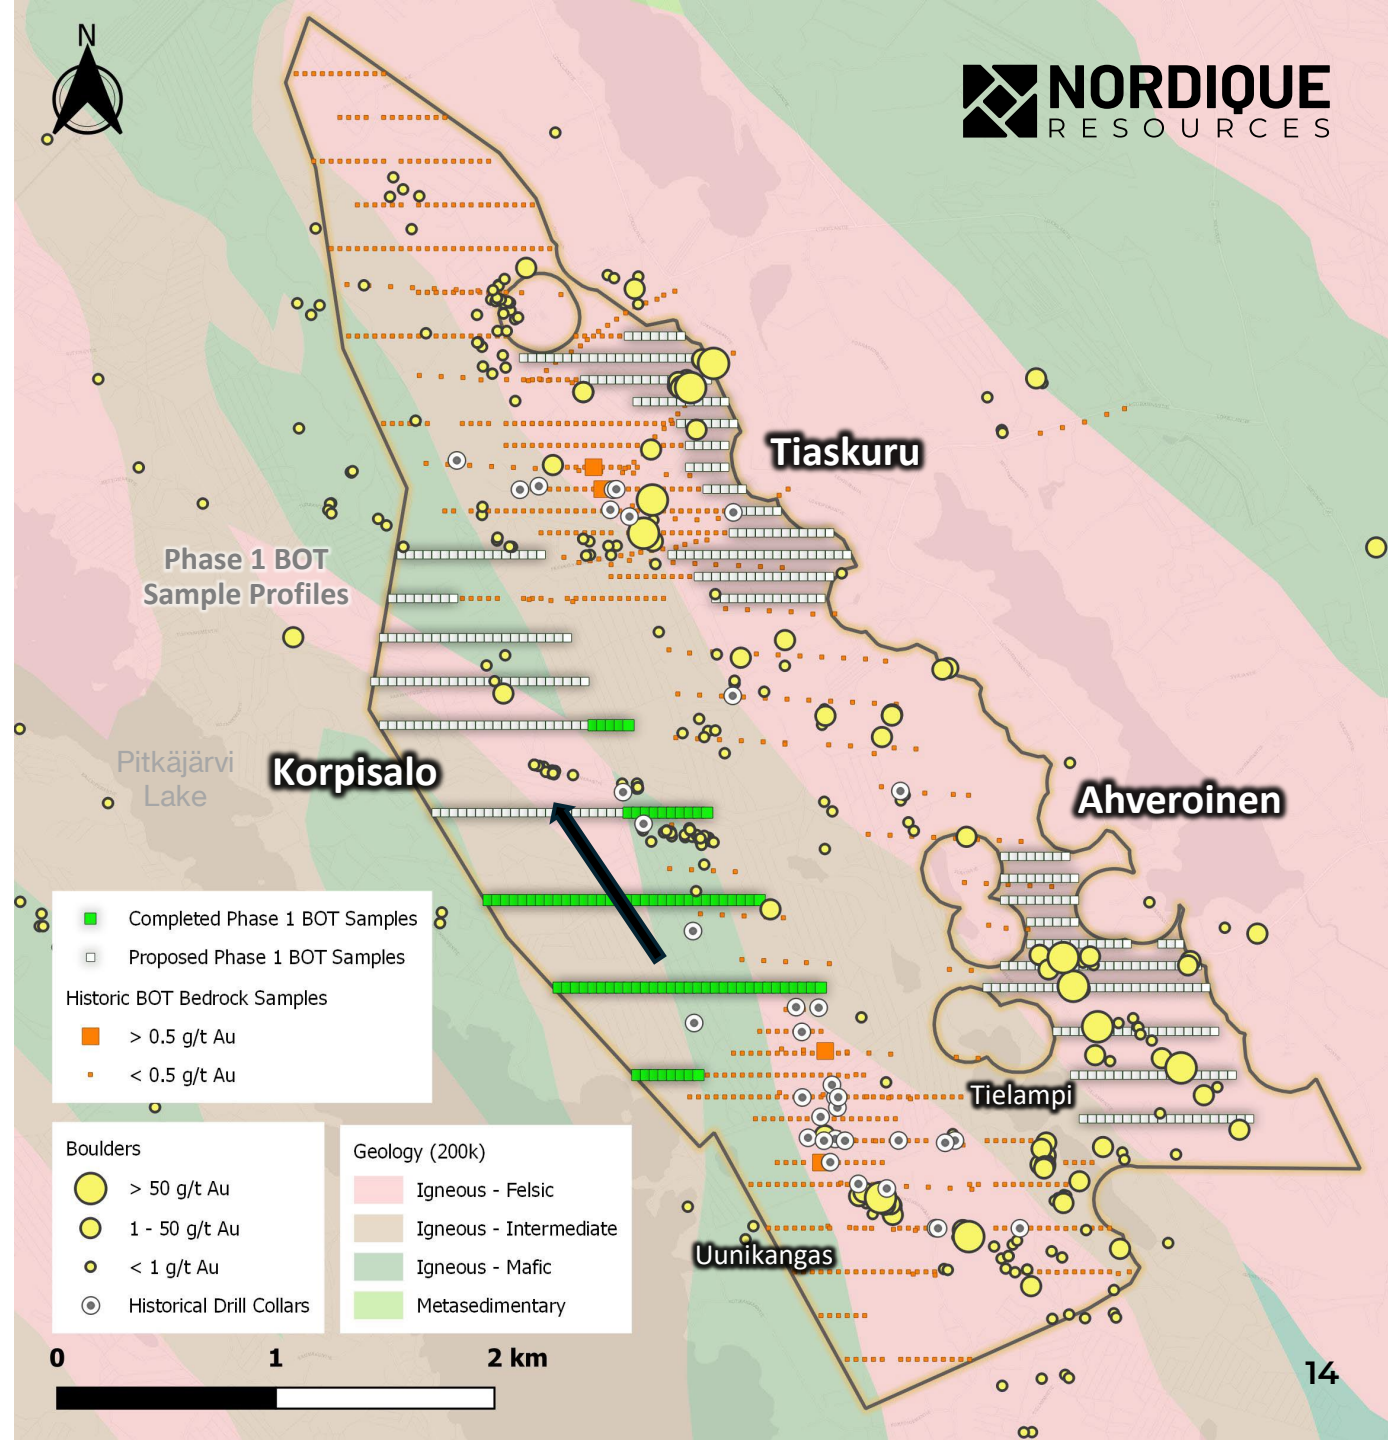 N
NORDIQUE
RESOURCES
Tiaskuru
Phase 1 BOT
Sample Profiles
Pitkäjärvi
Lake
Korpisalo
Ahveroinen
Completed Phase 1 BOT Samples
Proposed Phase 1 BOT Samples
Historic BOT Bedrock Samples
> 0.5 g/t Au
< 0.5 g/t Au
Tielampi
Boulders
> 50 g/t Au
1 - 50 g/t Au
< 1 g/t Au
Historical Drill Collars
Geology (200k)
Igneous - Felsic
Igneous - Intermediate
Igneous - Mafic
Metasedimentary
Uunikangas
0 1 2 km
14